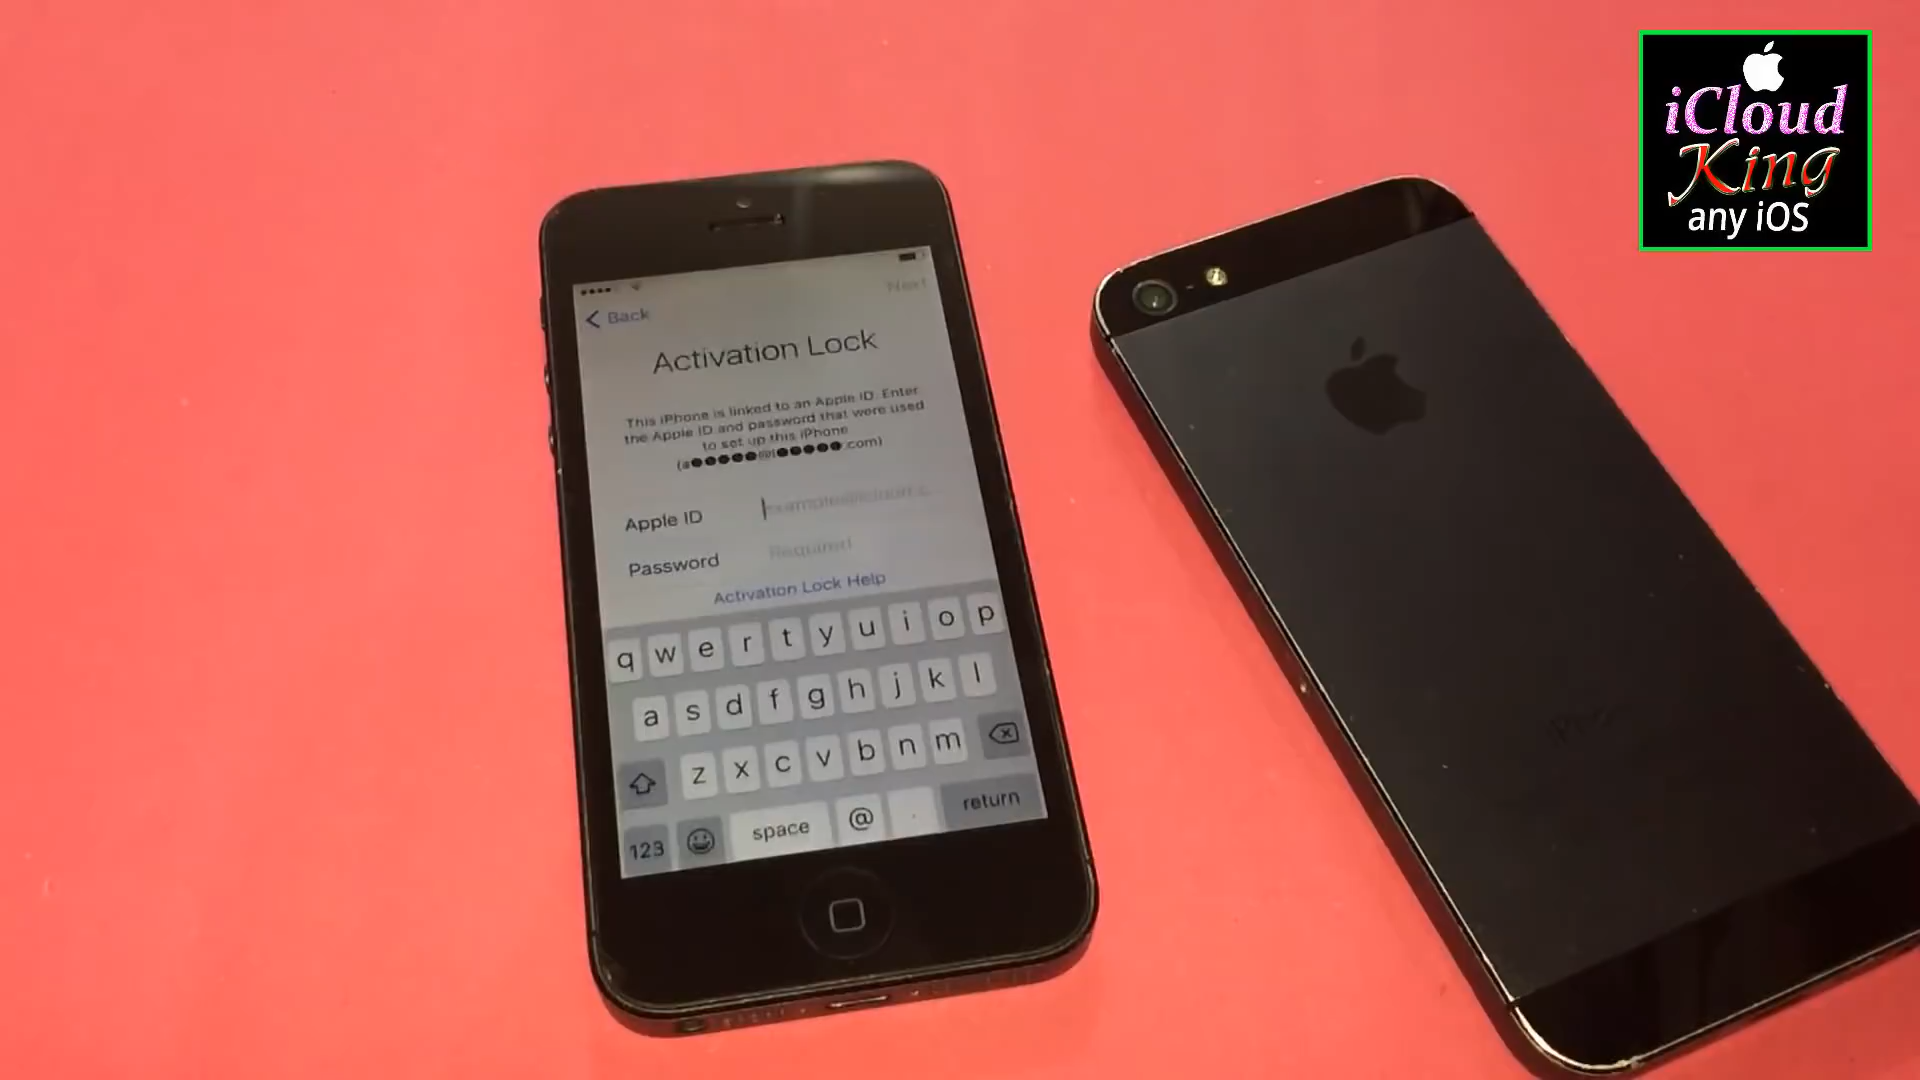 iCloud
King
any iOS
Back
Next
Activation Lock
This iPhone is linked to an Apple ID. Enter
the Apple ID and password that were used
to set up this iPhone
(a●●●●●@l●●●●●.com)
Apple ID
Password
Required
Activation Lock Help
q w e r t y u i o p
a s d f g h j k l
z x c v b n m
123 space @ . return